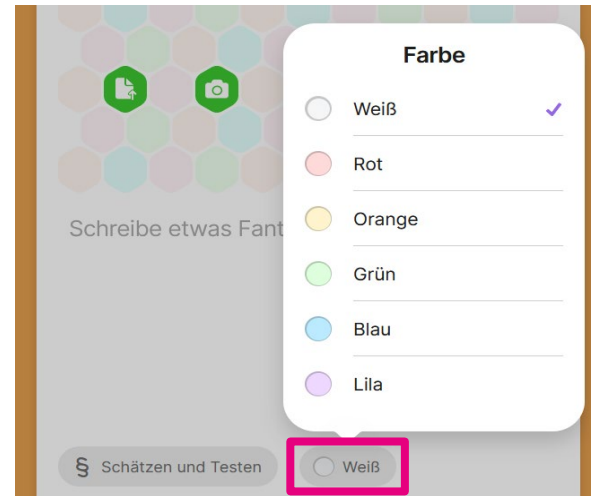 Farbe
Weiß
Rot
Orange
Grün
Blau
Lila
Schreibe etwas Fant
§ Schätzen und Testen
Weiß